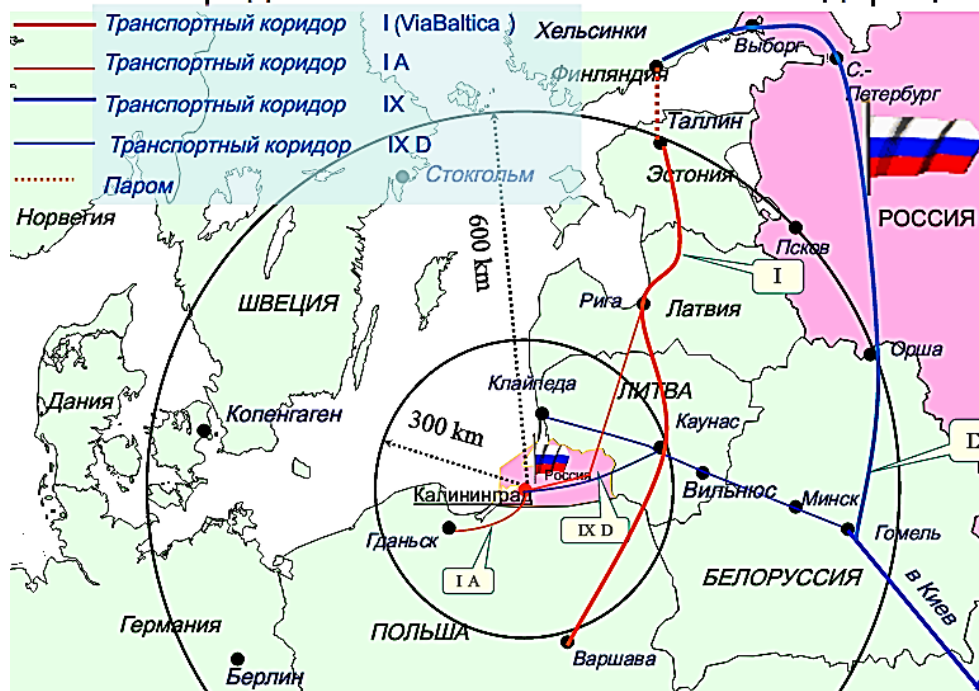 Транспортный коридор I (ViaBaltica )
Транспортный коридор I A
Транспортный коридор IX
Транспортный коридор IX D
Паром
Хельсинки
Выборг
Финляндия
С.-
Петербург
Таллин
Эстония
Стокгольм
Норвегия
РОССИЯ
Псков
600 km
I
ШВЕЦИЯ
Рига
Латвия
Орша
Клайпеда
ЛИТВА
Дания
Копенгаген
300 km
Каунас
Россия
Калининград
Вильнюс
Минск
Гданьск
IX D
Гомель
I A
БЕЛОРУССИЯ
в Киев
Германия
ПОЛЬША
Варшава
Берлин